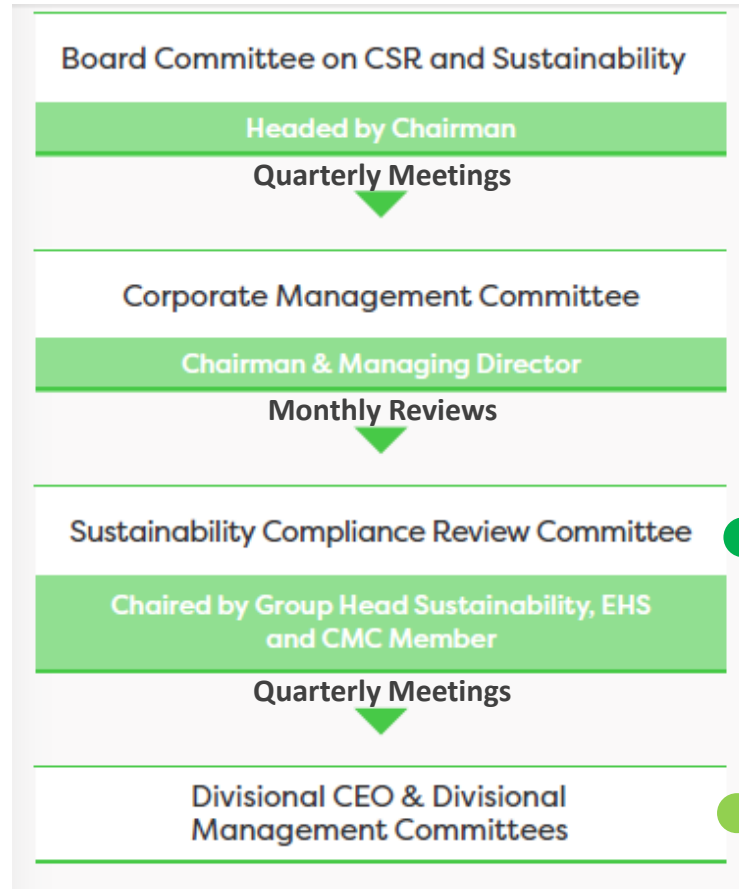 Board Committee on CSR and Sustainability
Headed by Chairman
Quarterly Meetings
Corporate Management Committee
Chairman & Managing Director
Monthly Reviews
Sustainability Compliance Review Committee
Chaired by Group Head Sustainability, EHS
and CMC Member
Quarterly Meetings
Divisional CEO & Divisional
Management Committees